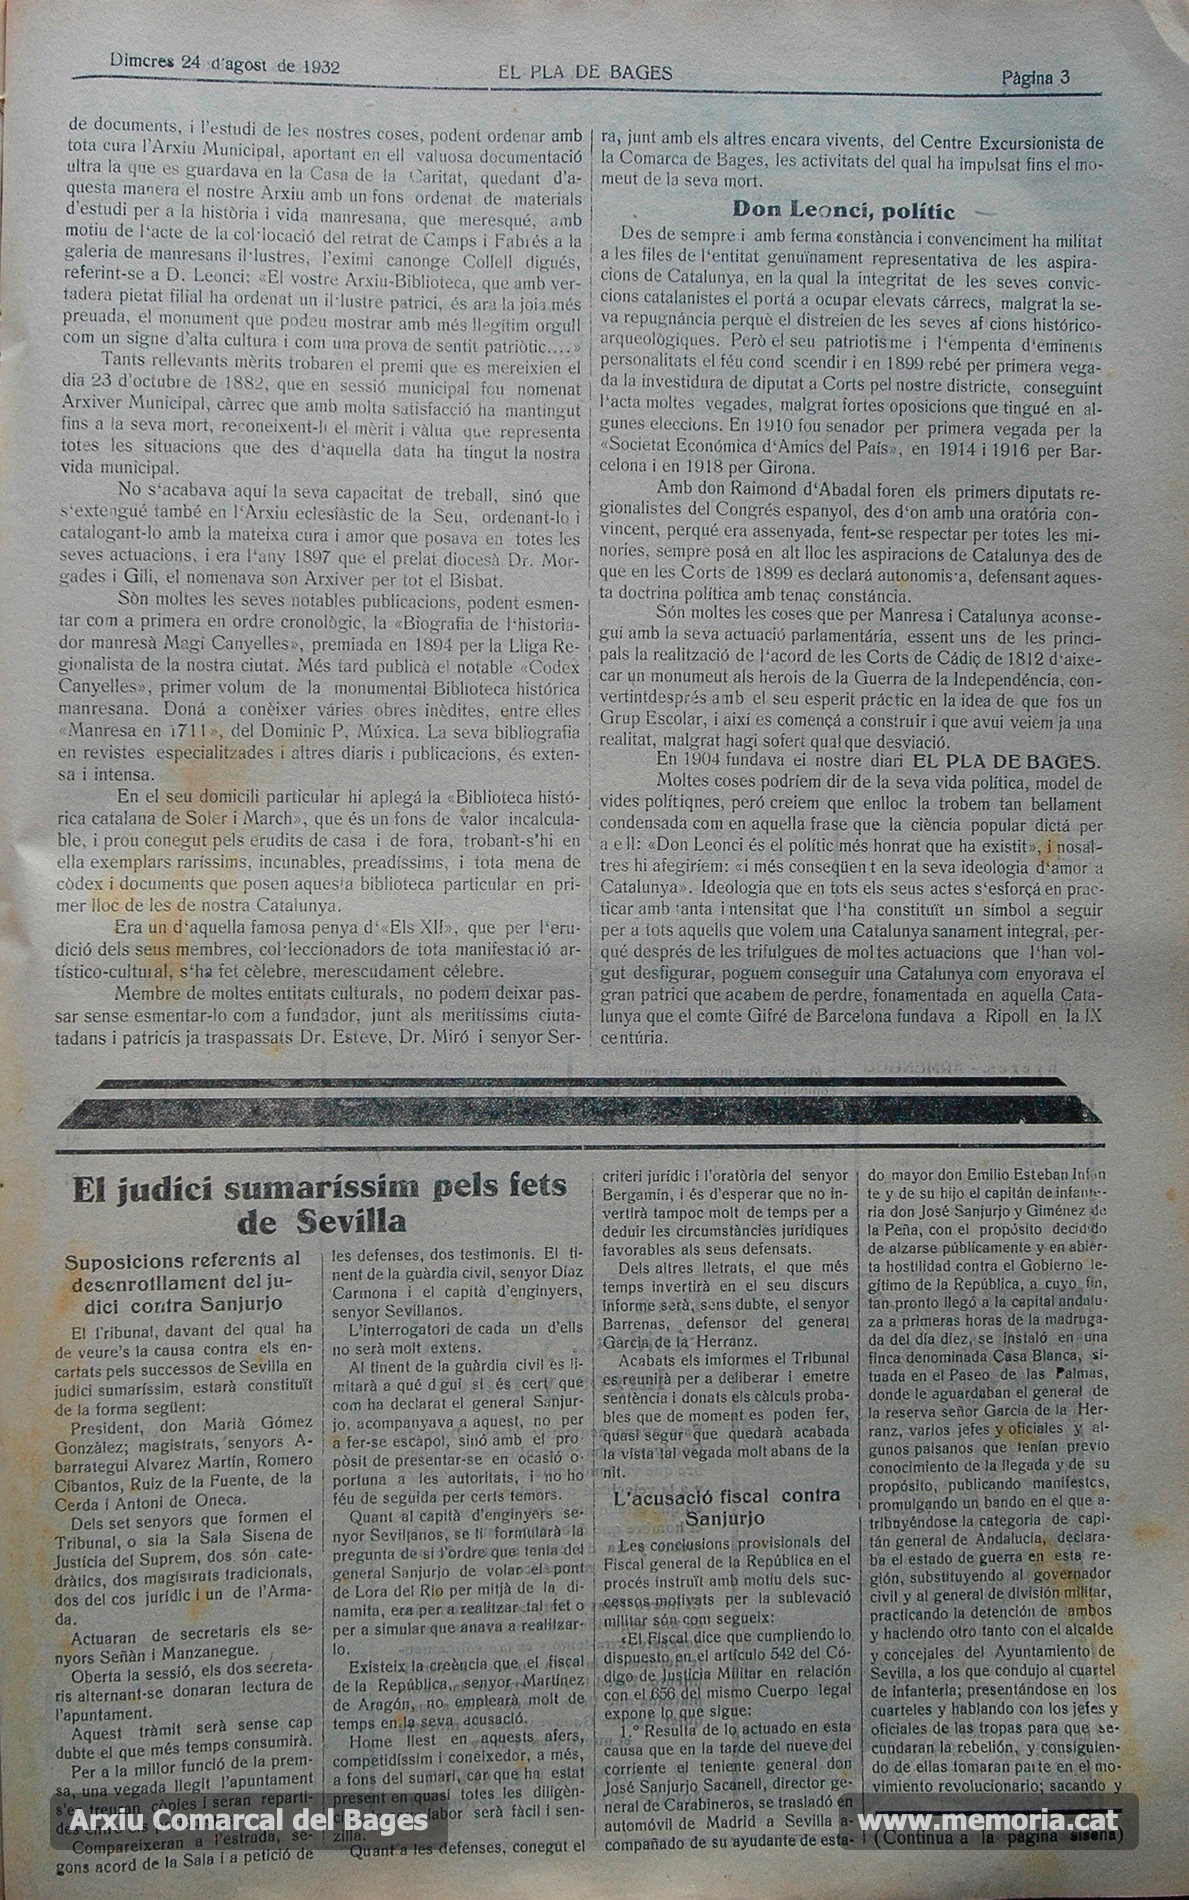 Dimcres 24 d'agost de 1932
EL PLA DE BAGES
Pàgina 3
de documents, i l'estudi de les nostres coses, podent ordenar amb
tota cura l'Arxiu Municipal, aportant en ell valuosa documentació
ultra la que es guardava en la Casa de la Caritat, quedant d'a-
questa manera el nostre Arxiu amb un fons ordenat de materials
d'estudi per a la història i vida manresana, que meresqué, amb
motiu de l'acte de la col·locació del retrat de Camps i Fabrés a la
galeria de manresans il·lustres, l'eximi canonge Collell digués,
referint-se a D. Leonci: «El vostre Arxiu-Biblioteca, que amb ver-
tadera pietat filial ha ordenat un il·lustre patrici, és ara la joia més
preuada, el monument que podeu mostrar amb més llegítim orgull
com un signe d'alta cultura i com una prova de sentit patriòtic....»
Tants rellevants mèrits trobaren el premi que es mereixien el
dia 23 d'octubre de 1882, que en sessió municipal fou nomenat
Arxiver Municipal, càrrec que amb molta satisfacció ha mantingut
fins a la seva mort, reconeixent-li el mèrit i vàlua que representa
totes les situacions que des d'aquella data ha tingut la nostra
vida municipal.
No s'acabava aquí la seva capacitat de treball, sinó que
s'extengué també en l'Arxiu eclesiàstic de la Seu, ordenant-lo i
catalogant-lo amb la mateixa cura i amor que posava en totes les
seves actuacions, i era l'any 1897 que el prelat diocesà Dr. Mor-
gades i Gili, el nomenava son Arxiver per tot el Bisbat.
Sòn moltes les seves notables publicacions, podent esmen-
tar com a primera en ordre cronològic, la «Biografia de l'historia-
dor manresà Magí Canyelles», premiada en 1894 per la Lliga Re-
gionalista de la nostra ciutat. Més tard publicà el notable «Codex
Canyelles», primer volum de la monumental Biblioteca histórica
manresana. Doná a conèixer váries obres inèdites, entre elles
«Manresa en 1711», del Dominic P, Múxica. La seva bibliografia
en revistes especialitzades i altres diaris i publicacions, és exten-
sa i intensa.
En el seu domicili particular hi aplegá la «Biblioteca histó-
rica catalana de Soler i March», que és un fons de valor incalcula-
ble, i prou conegut pels erudits de casa i de fora, trobant-s'hi en
ella exemplars raríssims, incunables, preadíssims, i tota mena de
còdex i documents que posen aquesta biblioteca particular en pri-
mer lloc de les de nostra Catalunya.
Era un d'aquella famosa penya d'«Els XII», que per l'eru-
dició dels seus membres, col·leccionadors de tota manifestació ar-
tístico-cultural, s'ha fet cèlebre, merescudament célebre.
Membre de moltes entitats culturals, no podem deixar pas-
sar sense esmentar-lo com a fundador, junt als meritíssims ciuta-
tadans i patricis ja traspassats Dr. Esteve, Dr. Miró i senyor Ser-
ra, junt amb els altres encara vivents, del Centre Excursionista de
la Comarca de Bages, les activitats del qual ha impulsat fins el mo-
meut de la seva mort.
Don Leonci, polític
Des de sempre i amb ferma constància i convenciment ha militat
a les files de l'entitat genuïnament representativa de les aspira-
cions de Catalunya, en la qual la integritat de les seves convic-
cions catalanistes el portá a ocupar elevats cárrecs, malgrat la se-
va repugnáncia perquè el distreien de les seves af cions histórico-
arqueològiques. Però el seu patriotisme i l'empenta d'eminents
personalitats el féu cond scendir i en 1899 rebé per primera vega-
da la investidura de diputat a Corts pel nostre districte, conseguint
l'acta moltes vegades, malgrat fortes oposicions que tingué en al-
gunes eleccions. En 1910 fou senador per primera vegada per la
«Societat Económica d'Amics del País», en 1914 i 1916 per Bar-
celona i en 1918 per Girona.
Amb don Raimond d'Abadal foren els primers diputats re-
gionalistes del Congrés espanyol, des d'on amb una oratória con-
vincent, perqué era assenyada, fent-se respectar per totes les mi-
nories, sempre posá en alt lloc les aspiracions de Catalunya des de
que en les Corts de 1899 es declará autonomis'a, defensant aques-
ta doctrina política amb tenaç constáncia.
Són moltes les coses que per Manresa i Catalunya aconse-
guí amb la seva actuació parlamentária, essent uns de les princi-
pals la realització de l'acord de les Corts de Cádiç de 1812 d'aixe-
car un monumeut als herois de la Guerra de la Independéncia, con-
vertintdesprés amb el seu esperit práctic en la idea de que fos un
Grup Escolar, i així es començá a construir i que avui veiem ja una
realitat, malgrat hagi sofert qualque desviació.
En 1904 fundava ei nostre diari EL PLA DE BAGES.
Moltes coses podríem dir de la seva vida política, model de
vides polítiqnes, peró creiem que enlloc la trobem tan bellament
condensada com en aquella frase que la ciència popular dictá per
a e ll: «Don Leonci és el polític més honrat que ha existit», i nosal-
tres hi afegiríem: «i més conseqüent en la seva ideologia d'amor a
Catalunya». Ideologia que en tots els seus actes s'esforçá en prac-
ticar amb tanta intensitat que l'ha constituït un símbol a seguir
per a tots aquells que volem una Catalunya sanament integral, per-
qué després de les trifulgues de moltes actuacions que l'han vol-
gut desfigurar, poguem conseguir una Catalunya com enyorava el
gran patrici que acabem de perdre, fonamentada en aquella Cata-
lunya que el comte Gifré de Barcelona fundava a Ripoll en la IX
centúria.
El judici sumaríssim pels fets
de Sevilla
Suposicions referents al
desenrotllament del ju-
dici contra Sanjurjo
El Tribunal, davant del qual ha
de veure's la causa contra els en-
cartats pels successos de Sevilla en
judici sumaríssim, estarà constituït
de la forma següent:
President, don Marià Gómez
González; magistrats, senyors A-
barrategui Alvarez Martín, Romero
Cibantos, Ruiz de la Fuente, de la
Cerda i Antoni de Oneca.
Dels set senyors que formen el
Tribunal, o sia la Sala Sisena de
Justícia del Suprem, dos són cate-
dràtics, dos magistrats tradicionals,
dos del cos jurídic i un de l'Arma-
da.
Actuaran de secretaris els se-
nyors Señàn i Manzanegue.
Oberta la sessió, els dos secreta-
ris alternant-se donaran lectura de
l'apuntament.
Aquest tràmit serà sense cap
dubte el que més temps consumirà.
Per a la millor funció de la prem-
sa, una vegada llegit l'apuntament
s'e treuran còpies i seran reparti-
des entre els
Compareixeran a l'estrada, se-
gons acord de la Sala i a petició de
les defenses, dos testimonis. El ti-
nent de la guàrdia civil, senyor Díaz
Carmona i el capità d'enginyers,
senyor Sevillanos.
L'interrogatori de cada un d'ells
no serà molt extens.
Al tinent de la guàrdia civil es li-
mitarà a què d gui si és cert que
com ha declarat el general Sanjur-
jo, acompanyava a aquest, no per
a fer-se escàpol, sinó amb el pro
pòsit de presentar-se en ocasió o-
portuna a les autoritats, i no ho
féu de seguida per certs temors.
Quant al capità d'enginyers se-
nyor Sevillanos, se li formularà la
pregunta de si l'ordre que tenia del
general Sanjurjo de volar el pont
de Lora del Rio per mitjà de la di-
namita, era per a realitzar tal fet o
per a simular que anava a realitzar-
lo.
Existeix la creència que el fiscal
de la República, senyor Martínez
de Aragón, no emplearà molt de
temps en la seva acusació.
Home llest en aquests afers,
competidíssim i coneixedor, a més,
a fons del sumari, car que ha estat
present en quasi totes les diligèn-
labor serà fàcil i sen-
zilla.
Quant a les defenses, conegut el
criteri jurídic i l'oratòria del senyor
Bergamín, i és d'esperar que no in-
vertirà tampoc molt de temps per a
deduir les circumstàncies jurídiques
favorables als seus defensats.
Dels altres lletrats, el que més
temps invertirà en el seu discurs
informe serà, sens dubte, el senyor
Barrenas, defensor del general
Garcia de la Herranz.
Acabats els imformes el Tribunal
es reunirà per a deliberar i emetre
sentència i donats els càlculs proba-
bles que de moment es poden fer,
quasi segur que quedarà acabada
la vista tal vegada molt abans de la
nit.
L'acusació fiscal contra
Sanjurjo
«Les conclusions provisionals del
Fiscal general de la República en el
procés instruït amb motiu dels suc-
cessos motivats per la sublevació
militar són com segueix:
«El Fiscal dice que cumpliendo lo
dispuesto en el artículo 542 del Có-
digo de Justicia Militar en relación
con el 656 del mismo Cuerpo legal
expone lo que sigue:
1.º Resulta de lo actuado en esta
causa que en la tarde del nueve del
corriente el teniente general don
José Sanjurjo Sacanell, director ge-
neral de Carabineros, se trasladó en
automóvil de Madrid a Sevilla a-
compañado de su ayudante de esta-
do mayor don Emilio Esteban Infan
te y de su hijo el capitán de infante-
ria don José Sanjurjo y Giménez de
la Peña, con el propósito decidido
de alzarse públicamente y en abier-
ta hostilidad contra el Gobierno le-
gítimo de la República, a cuyo fin,
tan pronto llegó a la capital andalu-
za a primeras horas de la madruga-
da del día diez, se instaló en una
finca denominada Casa Blanca, si-
tuada en el Paseo de las Palmas,
donde le aguardaban el general de
la reserva señor Garcia de la Her-
ranz, varios jefes y oficiales y al-
gunos paisanos que tenían previo
conocimiento de la llegada y de su
propósito, publicando manifestcs,
promulgando un bando en el que a-
tribuyéndose la categoria de capi-
tán general de Andalucia, declara-
ba el estado de guerra en esta re-
gión, substituyendo al governador
civil y al general de división militar,
practicando la detención de ambos
y haciendo otro tanto con el alcalde
y concejales del Ayuntamiento de
Sevilla, a los que condujo al cuartel
de infanteria; presentándose en los
cuarteles y hablando con los jefes y
oficiales de las tropas para que se-
cundaran la rebelión, y consiguien-
do de ellas tomaran parte en el mo-
vimiento revolucionario; sacando y
(Continua a la pàgina sisena)
Arxiu Comarcal del Bages
www.memoria.cat